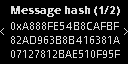 Message hash (1/2)
0xA888FE54B8CAFBF
82AD963B8B416381A
07127812BAE510F95F